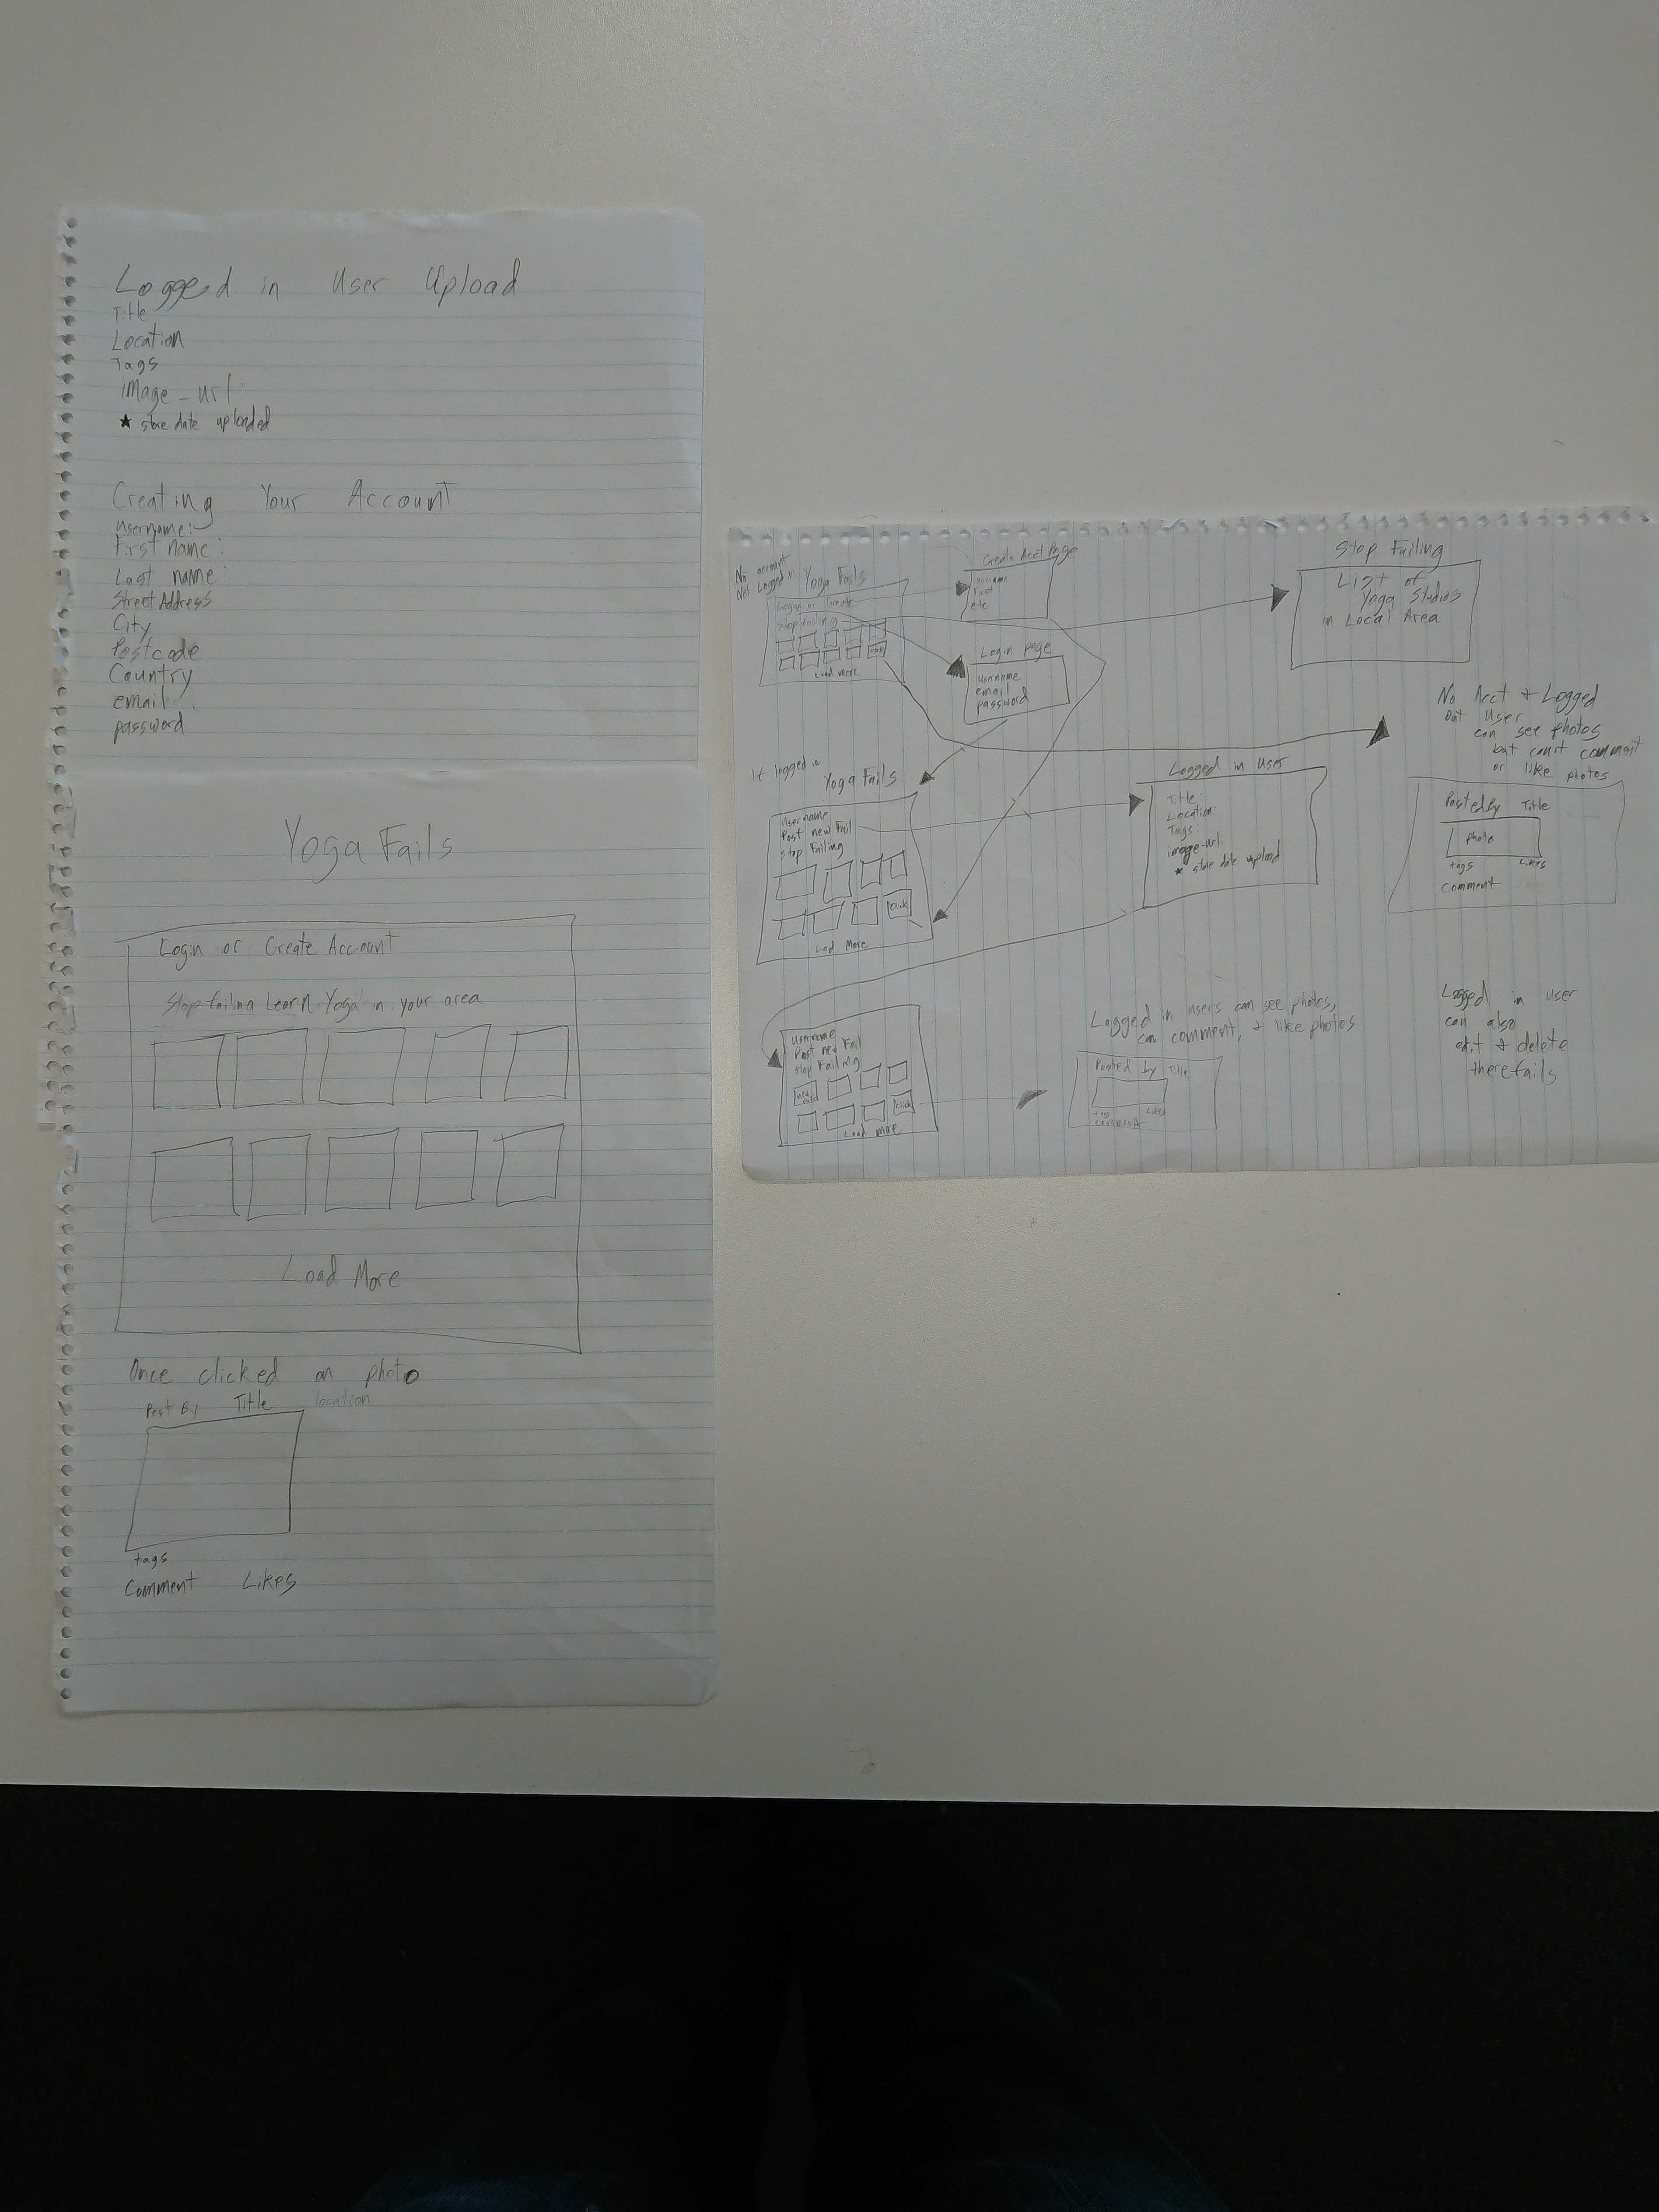 Logged in User Upload
Title
Location
Tags
image_url
★ store date uploaded
Creating Your Account
Username:
First name:
Last name:
Street Address
City
Postcode
Country
email
password
Yoga Fails
Login or Create Account
Stop failing Learn Yoga in your area
Load More
Once clicked on photo
Post By Title location
tags
Comment Likes
No account
Not Logged in
Yoga Fails
Login or Create
Stop failing
Load More
Create Acct Page
username
First
etc
Login page
username
email
password
Stop Failing
List of
Yoga Studios
in Local Area
No Acct + Logged
out user
can see photos
but can't comment
or like photos
Posted by Title
photo
tags Likes
comment
If logged in
Yoga Fails
Username
Post new Fail
Stop Failing
Click
Load More
Logged in User
Title:
Location:
Tags
image-url.
★ store date upload
username
Post new Fail
Stop Failing
new
Click
Load More
Logged in users can see photos,
can comment, + like photos
Posted by Title
tags Likes
comment
Logged in user
can also
edit + delete
there fails